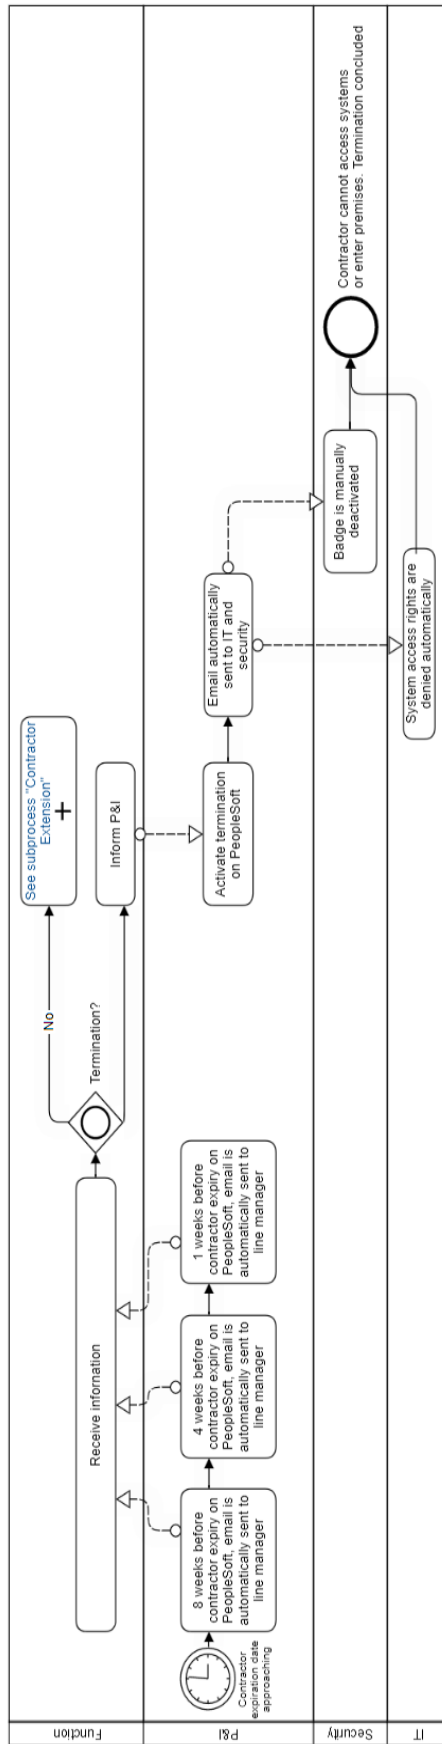 Function
P&I
Security
IT
Contractor
expiration date
approaching
8 weeks before
contractor expiry on
PeopleSoft, email is
automatically sent to
line manager
4 weeks before
contractor expiry on
PeopleSoft, email is
automatically sent to
line manager
1 weeks before
contractor expiry on
PeopleSoft, email is
automatically sent to
line manager
Receive infornation
Termination?
No
See subprocess "Contractor
Extension"
Inform P&I
Activate termination
on PeopleSoft
Email automatically
sent to IT and
security
Badge is manually
deactivated
System access rights are
denied automatically
Contractor cannot access systems
or enter premises. Termination concluded